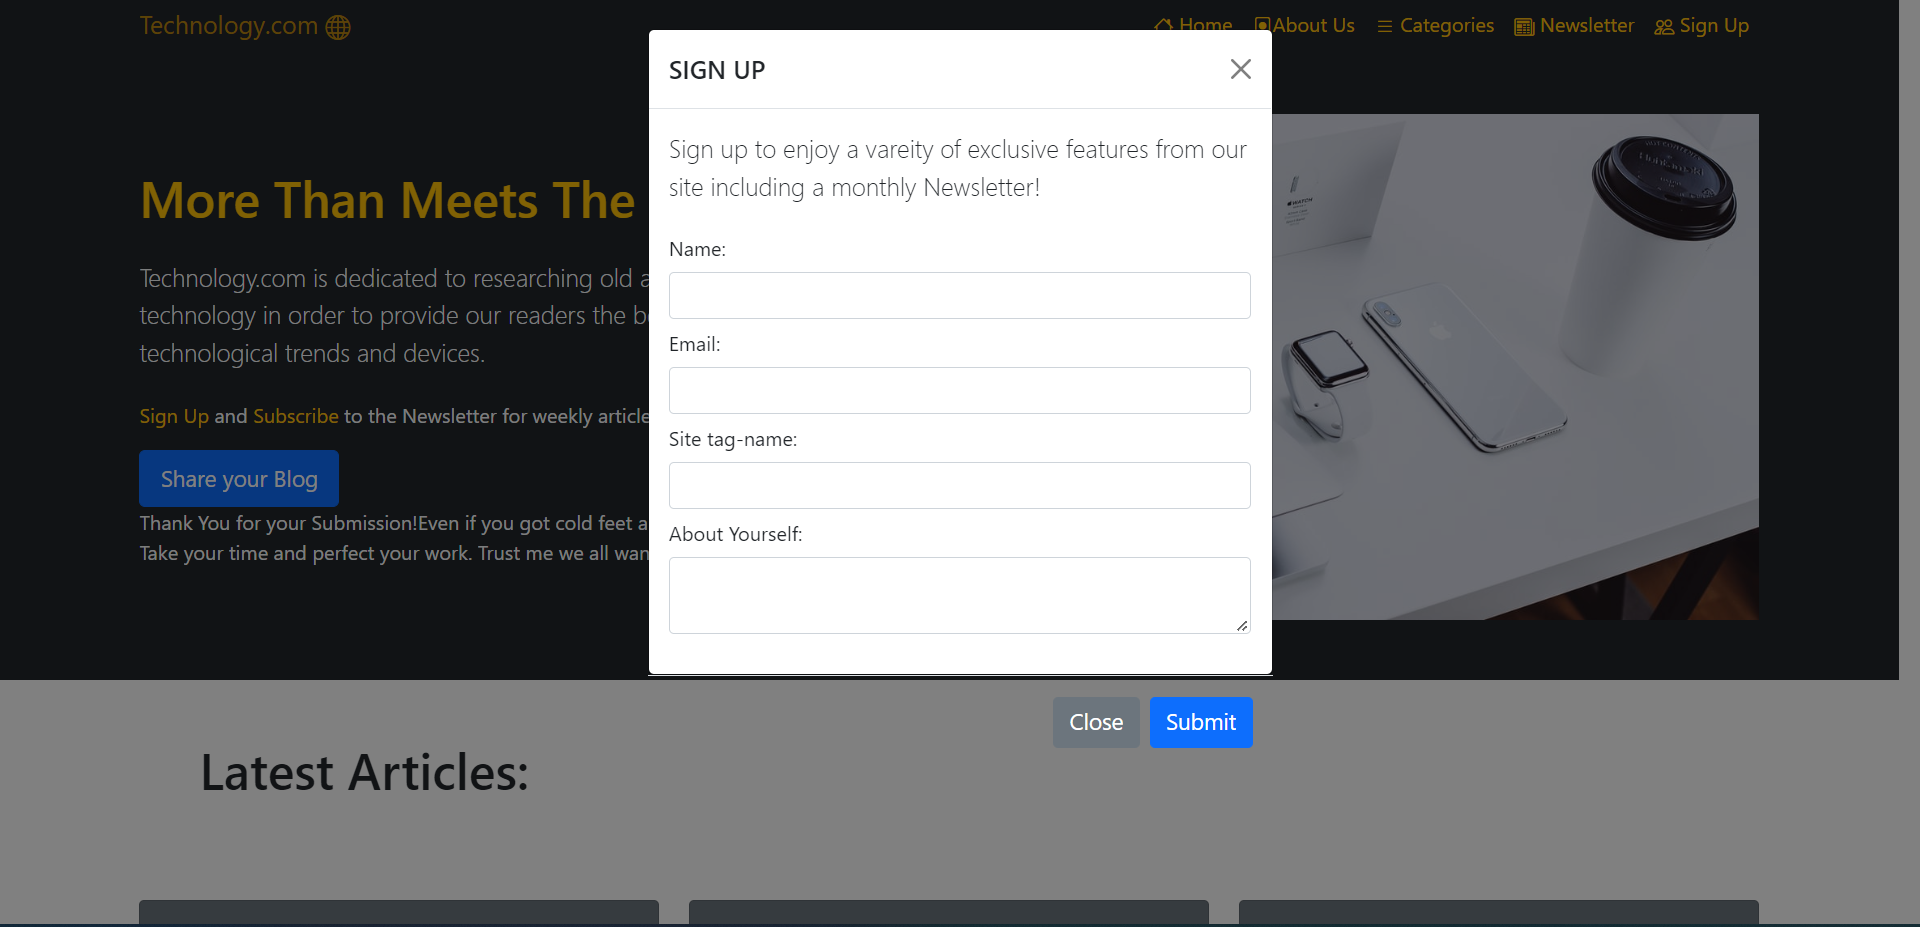 Technology.com
Home About Us Categories Newsletter Sign Up
SIGN UP
Sign up to enjoy a vareity of exclusive features from our
site including a monthly Newsletter!
Name:
Email:
Site tag-name:
About Yourself:
Close Submit
More Than Meets The
Technology.com is dedicated to researching old
technology in order to provide our readers the
technological trends and devices.
Sign Up and Subscribe to the Newsletter for weekly article
Share your Blog
Thank You for your Submission!Even if you got cold feet
Take your time and perfect your work. Trust me we all
WATCH
Latest Articles: